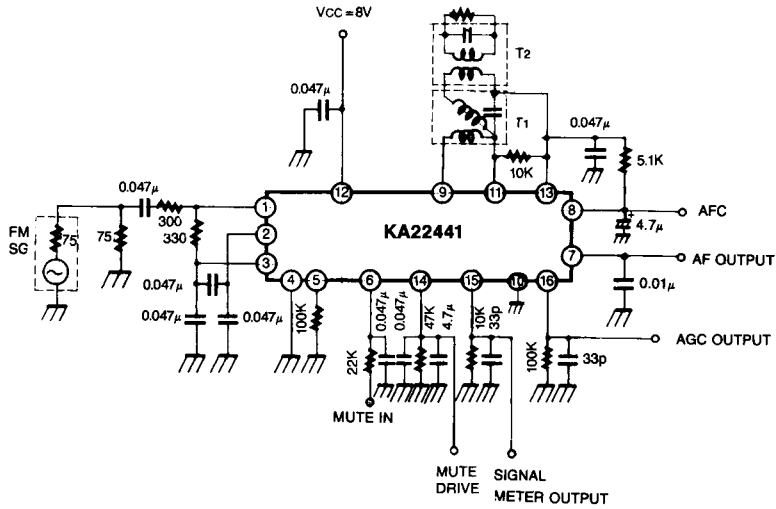 VCC=8V
T2
0.047μ
T1
0.047μ
5.1K
10K
0.047μ
300
330
FM
SG
75
75
12
9
11
13
1
2
3
KA22441
8
7
AFC
4.7μ
AF OUTPUT
0.01μ
4
5
6
14
15
10
16
0.047μ
0.047μ
0.047μ
100K
22K
0.047μ
0.047μ
47K
4.7μ
10K
33p
100K
33p
AGC OUTPUT
MUTE IN
MUTE
DRIVE
SIGNAL
METER OUTPUT